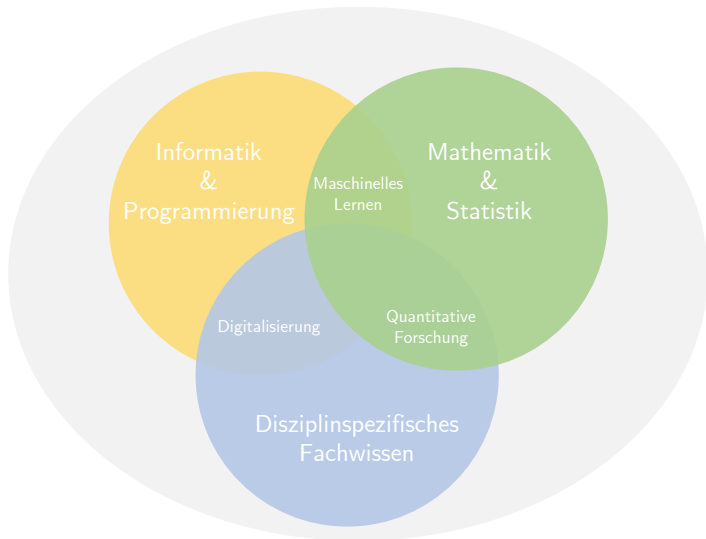 Informatik
&
Programmierung
Mathematik
&
Statistik
Maschinelles
Lernen
Digitalisierung
Quantitative
Forschung
Disziplinspezifisches
Fachwissen